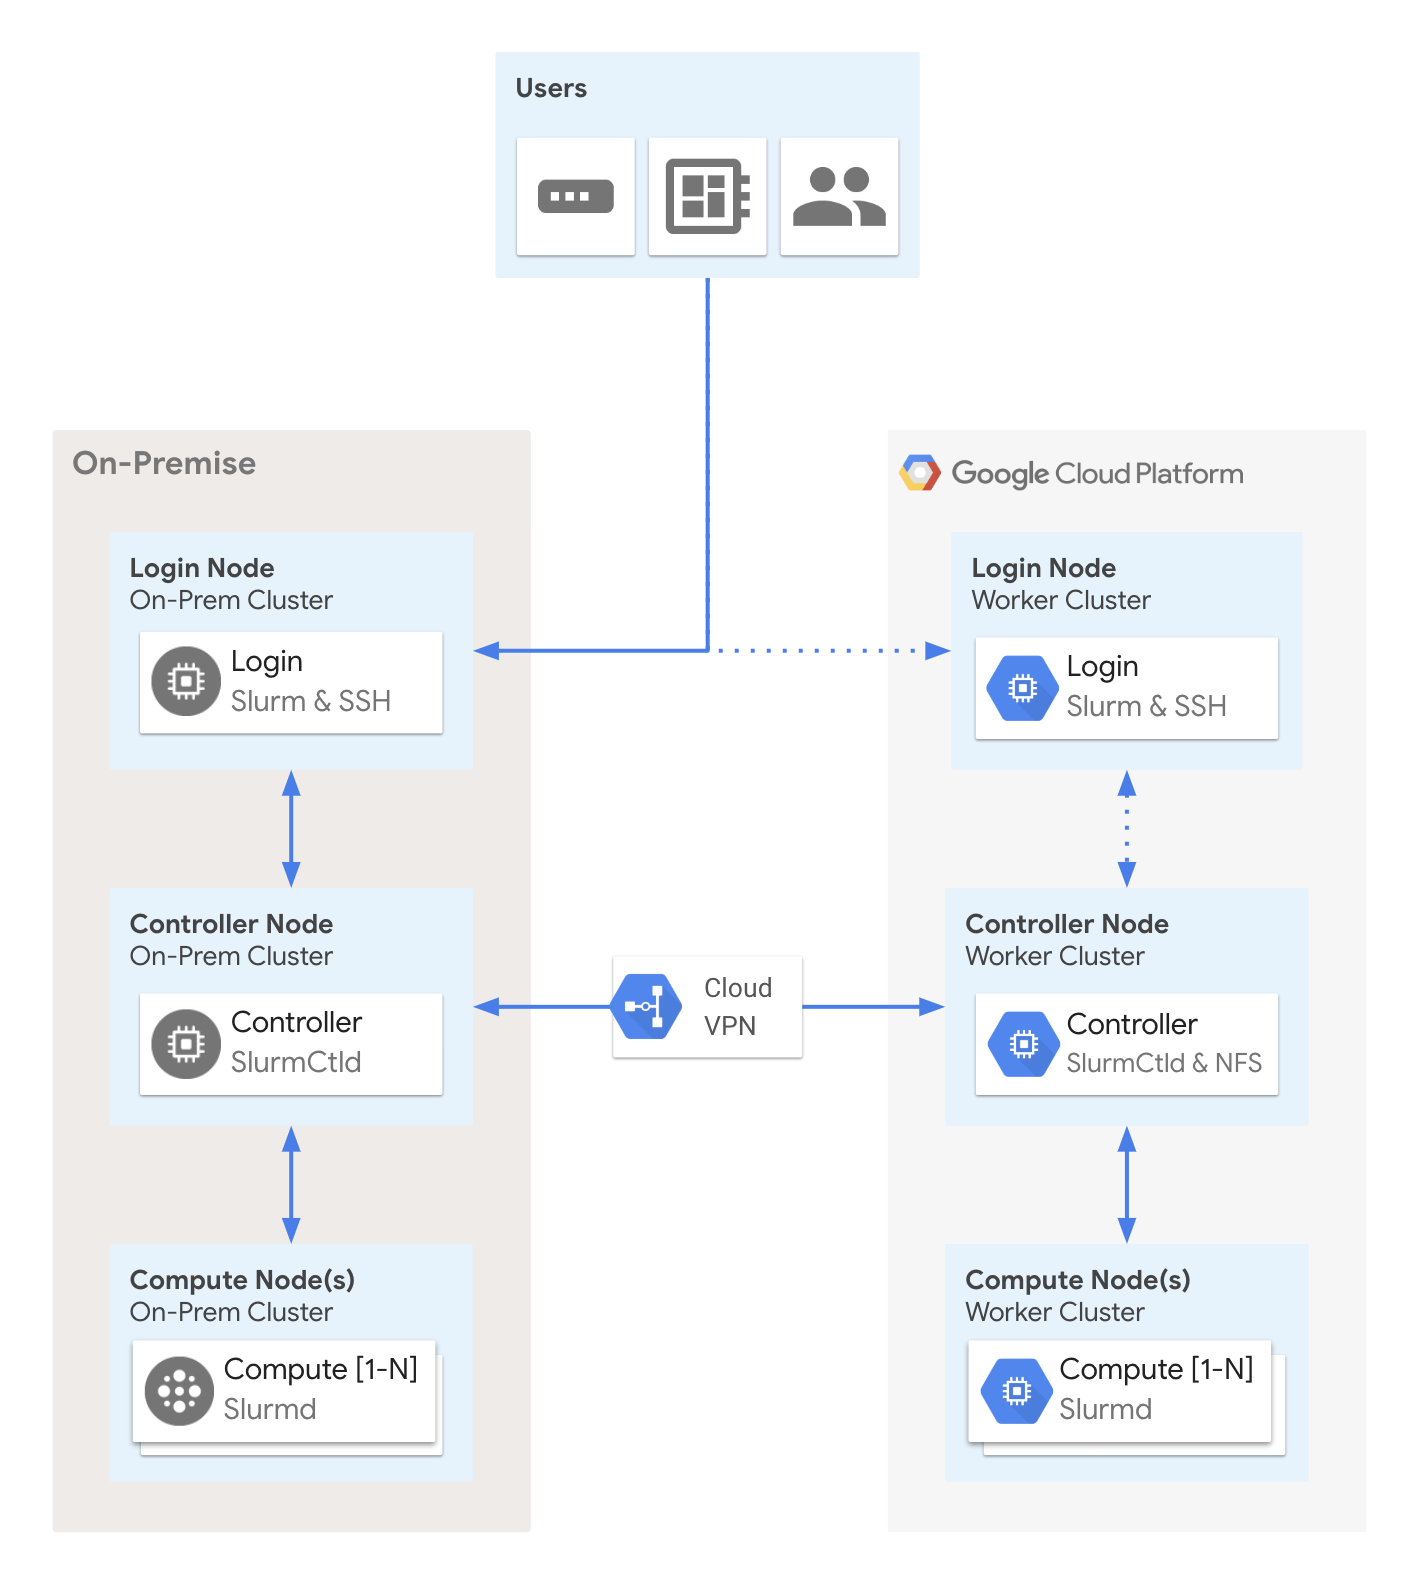 Users
On-Premise
Login Node
On-Prem Cluster
Login
Slurm & SSH
Controller Node
On-Prem Cluster
Controller
SlurmCtld
Compute Node(s)
On-Prem Cluster
Compute [1-N]
Slurmd
Cloud
VPN
Google Cloud Platform
Login Node
Worker Cluster
Login
Slurm & SSH
Controller Node
Worker Cluster
Controller
SlurmCtld & NFS
Compute Node(s)
Worker Cluster
Compute [1-N]
Slurmd